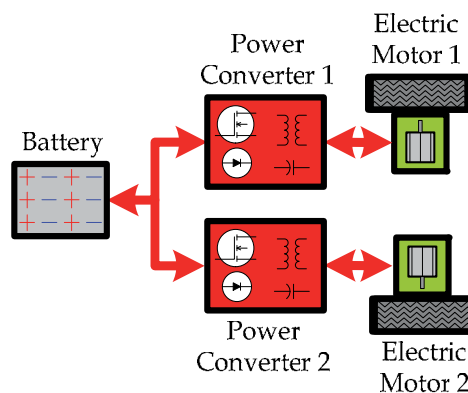 Electric
Motor 1
Power
Converter 1
Battery
Power
Converter 2
Electric
Motor 2